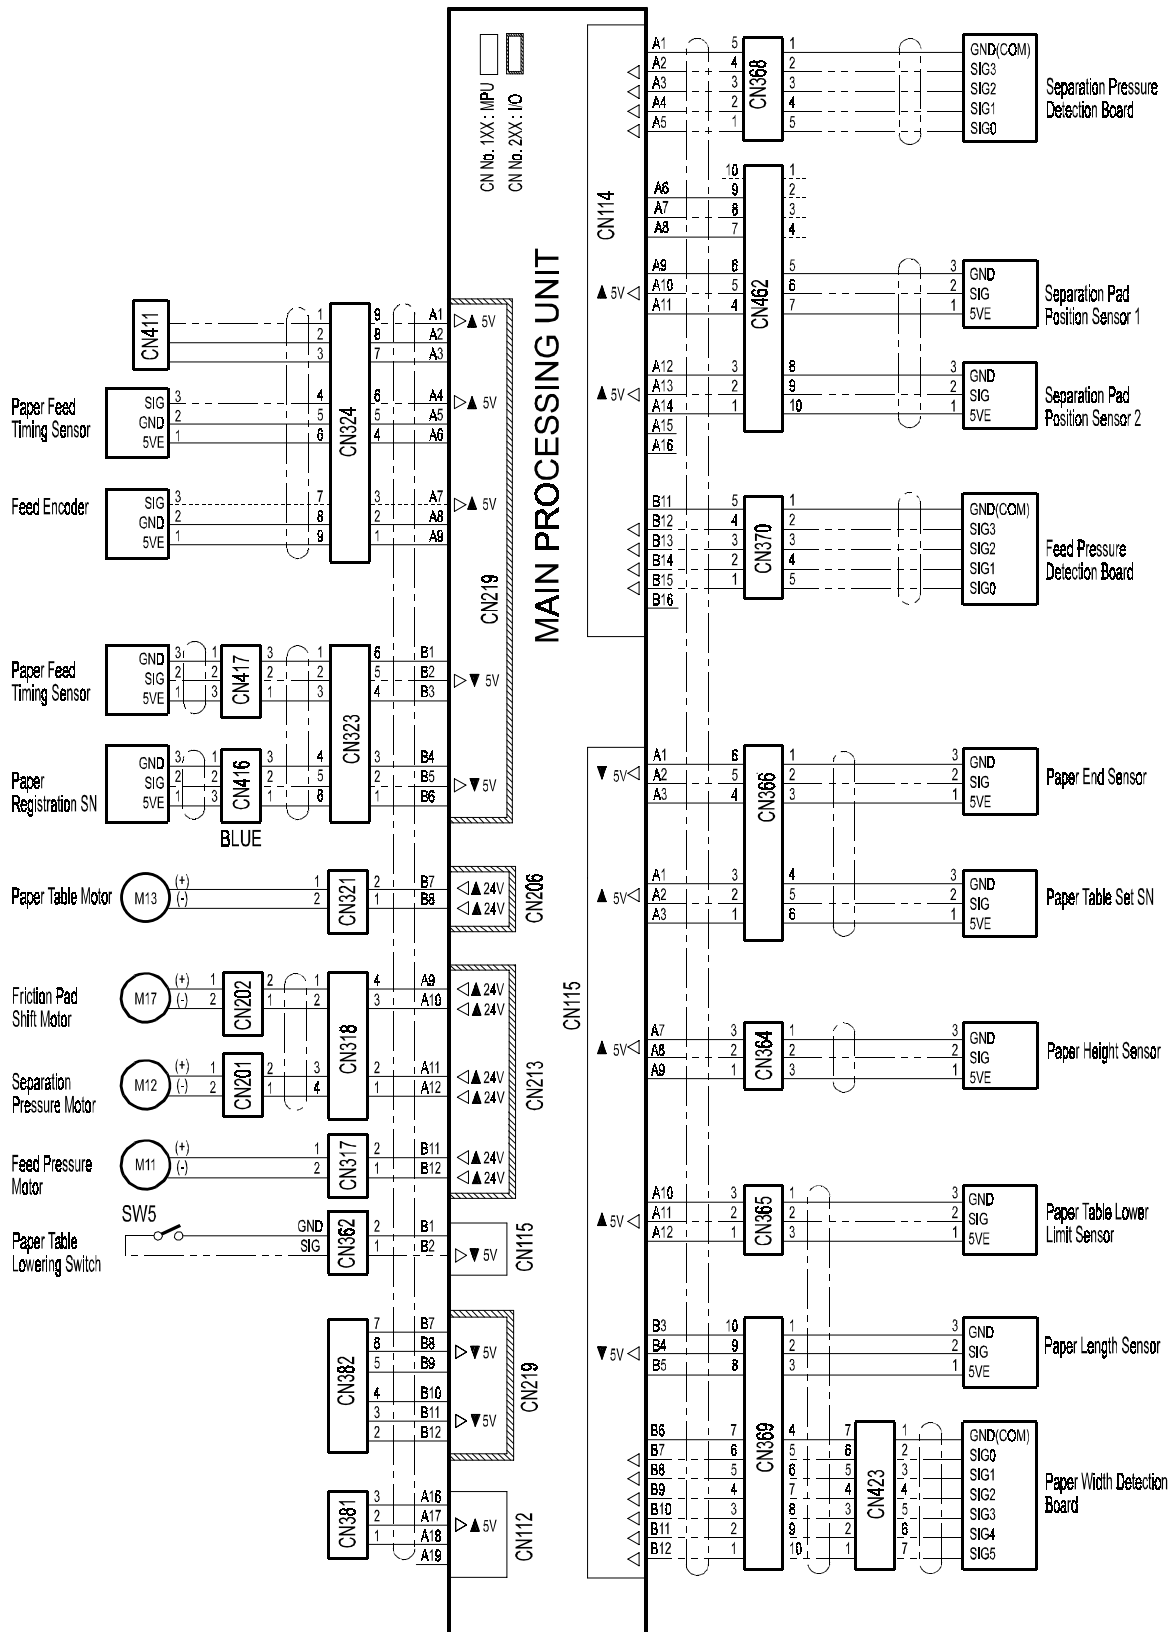 CN No. 1XX : MPU
CN No. 2XX : I/O
MAIN PROCESSING UNIT
CN411
1 9 A1 5V
2 8 A2
3 7 A3
Paper Feed
Timing Sensor
SIG 3 4 6 A4 5V
GND 2 5 5 A5
5VE 1 6 4 A6
CN324
Feed Encoder
SIG 3 7 3 A7 5V
GND 2 8 2 A8
5VE 1 9 1 A9
CN219
Paper Feed
Timing Sensor
GND 3 1 3 1 6 B1
SIG 2 2 2 2 5 B2 5V
5VE 1 3 1 3 4 B3
CN417
CN323
Paper
Registration SN
GND 3 1 3 4 3 B4
SIG 2 2 2 5 2 B5 5V
5VE 1 3 1 6 1 B6
CN416
BLUE
Paper Table Motor
M13
(+) 1 2 B7 24V
(-) 2 1 B8 24V
CN321
CN206
Friction Pad
Shift Motor
M17
(+) 1 2 1 4 A9 24V
(-) 2 1 2 3 A10 24V
CN202
CN318
Separation
Pressure Motor
M12
(+) 1 2 3 2 A11 24V
(-) 2 1 4 1 A12 24V
CN201
CN213
Feed Pressure
Motor
M11
(+) 1 2 B11 24V
(-) 2 1 B12 24V
CN317
SW5
Paper Table
Lowering Switch
GND 2 B1
SIG 1 B2 5V
CN362
CN115
7 B7
6 B8 5V
5 B9
4 B10
3 B11 5V
2 B12
CN382
CN219
3 A16
2 A17 5V
1 A18
A19
CN381
CN112
CN114
A1 5 1 GND(COM)
A2 4 2 SIG3
A3 3 3 SIG2
A4 2 4 SIG1
A5 1 5 SIG0
CN368
Separation Pressure
Detection Board
10 1
A6 9 2
A7 8 3
A8 7 4
A9 6 5 3 GND
5V A10 5 6 2 SIG
A11 4 7 1 5VE
CN462
Separation Pad
Position Sensor 1
A12 3 8 3 GND
5V A13 2 9 2 SIG
A14 1 10 1 5VE
A15
A16
Separation Pad
Position Sensor 2
B11 5 1 GND(COM)
B12 4 2 SIG3
B13 3 3 SIG2
B14 2 4 SIG1
B15 1 5 SIG0
B16
CN370
Feed Pressure
Detection Board
CN115
A1 6 1 3 GND
5V A2 5 2 2 SIG
A3 4 3 1 5VE
CN366
Paper End Sensor
A1 3 4 3 GND
5V A2 2 5 2 SIG
A3 1 6 1 5VE
Paper Table Set SN
A7 3 1 3 GND
5V A8 2 2 2 SIG
A9 1 3 1 5VE
CN364
Paper Height Sensor
A10 3 1 3 GND
5V A11 2 2 2 SIG
A12 1 3 1 5VE
CN365
Paper Table Lower
Limit Sensor
B3 10 1 3 GND
5V B4 9 2 2 SIG
B5 8 3 1 5VE
CN369
Paper Length Sensor
B6 7 4 7 1 GND(COM)
B7 6 5 6 2 SIG0
B8 5 6 5 3 SIG1
B9 4 7 4 4 SIG2
B10 3 8 3 5 SIG3
B11 2 9 2 6 SIG4
B12 1 10 1 7 SIG5
CN423
Paper Width Detection
Board